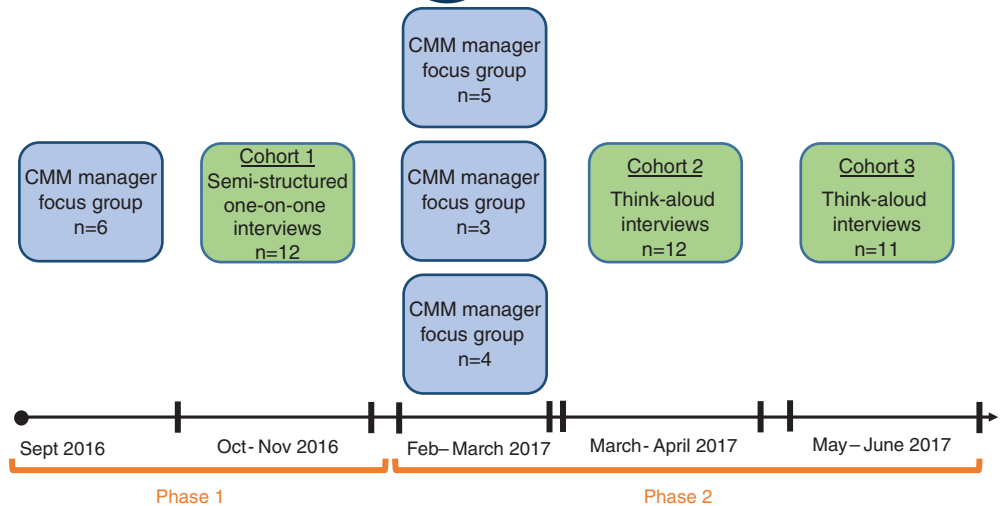 CMM manager
focus group
n=6
Cohort 1
Semi-structured
one-on-one
interviews
n=12
CMM manager
focus group
n=5
CMM manager
focus group
n=3
CMM manager
focus group
n=4
Cohort 2
Think-aloud
interviews
n=12
Cohort 3
Think-aloud
interviews
n=11
Sept 2016
Oct- Nov 2016
Feb–March 2017
March- April 2017
May–June 2017
Phase 1
Phase 2